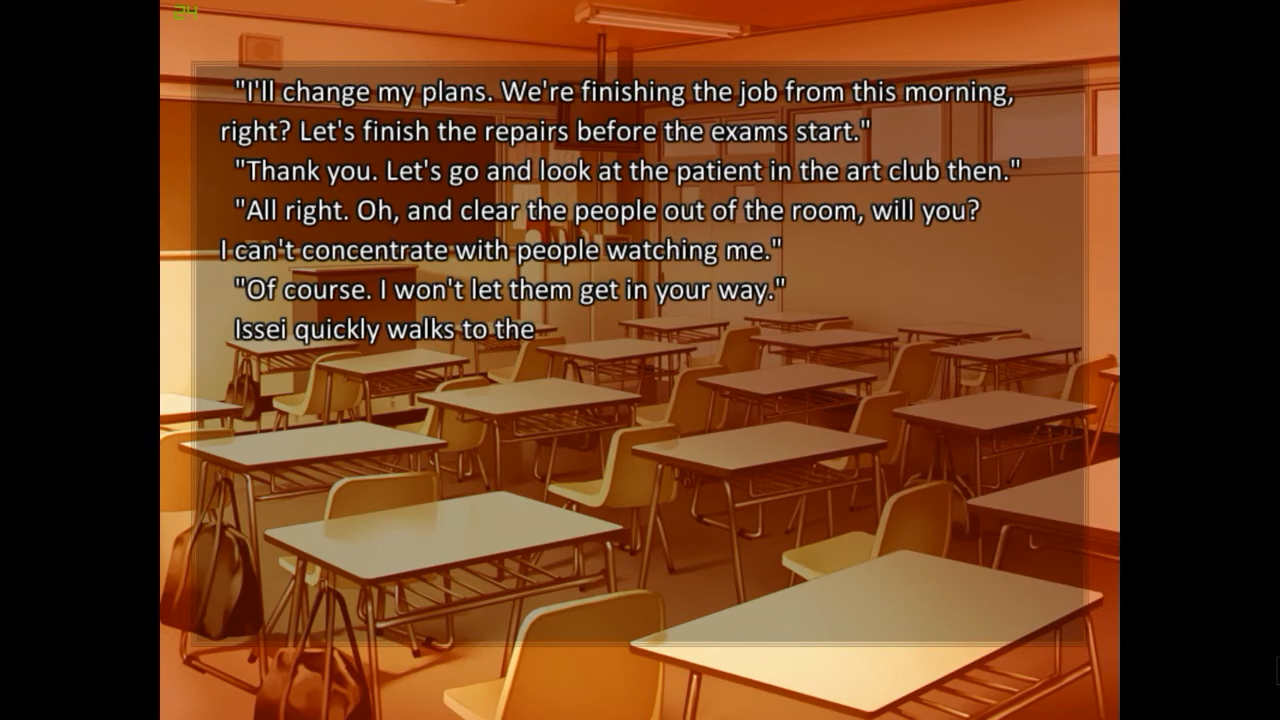 24
"I'll change my plans. We're finishing the job from this morning,
right? Let's finish the repairs before the exams start."
"Thank you. Let's go and look at the patient in the art club then."
"All right. Oh, and clear the people out of the room, will you?
I can't concentrate with people watching me."
"Of course. I won't let them get in your way."
Issei quickly walks to the